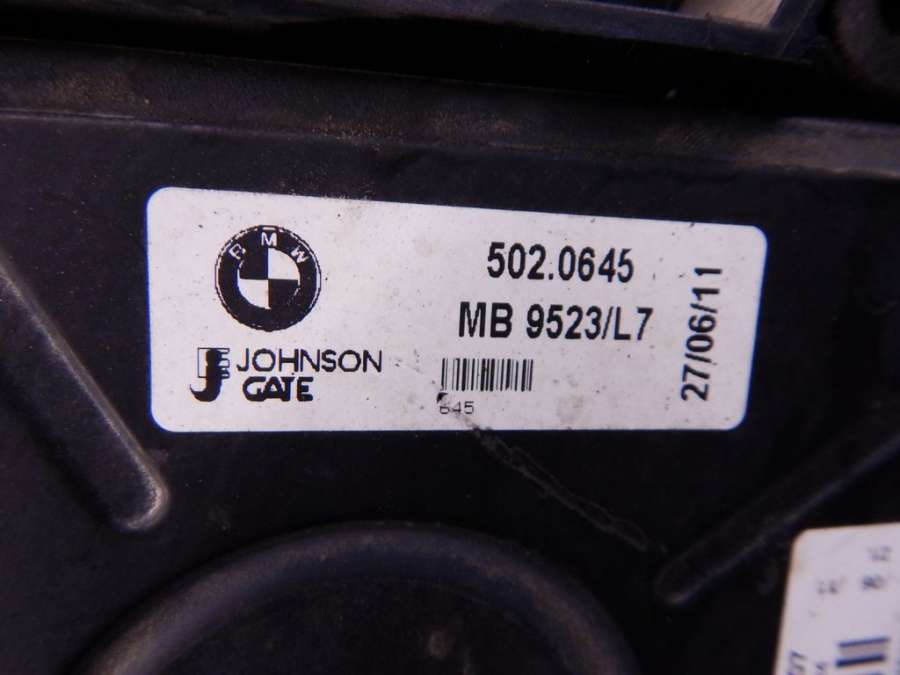 BMW
502.0645
MB 9523/L7
27/06/11
JOHNSON
GATE
645